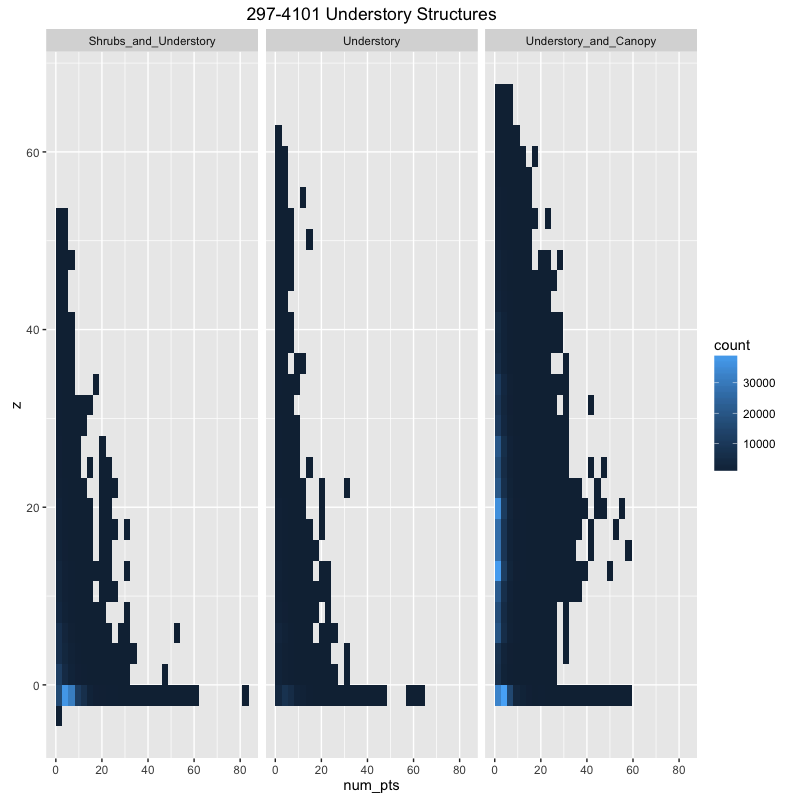 297-4101 Understory Structures
Shrubs_and_Understory
Understory
Understory_and_Canopy
60
40
20
0
z
0 20 40 60 80
0 20 40 60 80
0 20 40 60 80
num_pts
count
30000
20000
10000